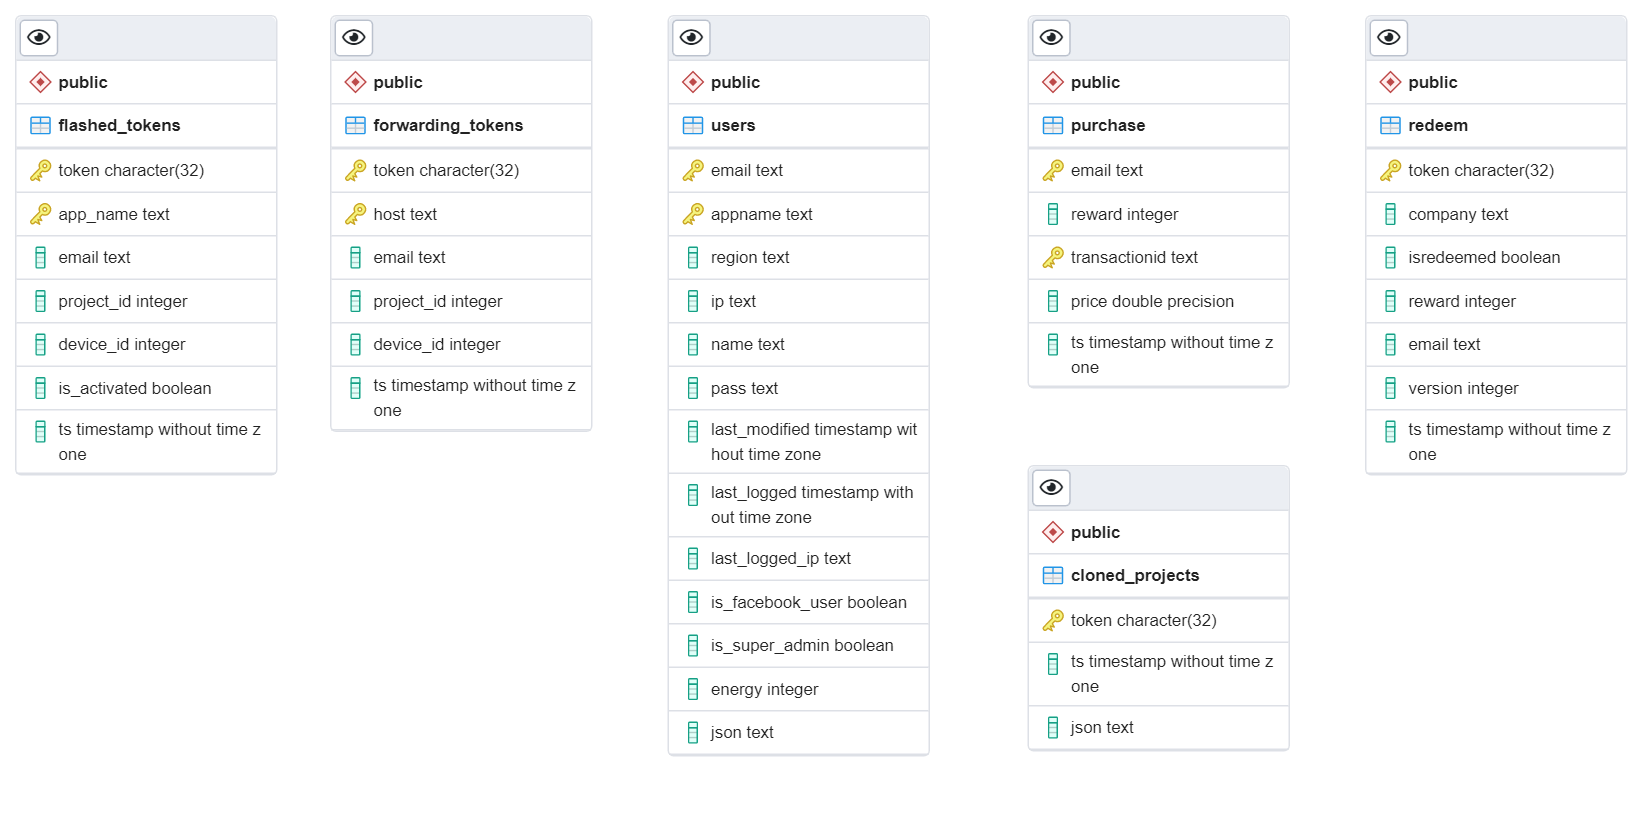 public
flashed_tokens
token character(32)
app_name text
email text
project_id integer
device_id integer
is_activated boolean
ts timestamp without time z
one
public
forwarding_tokens
token character(32)
host text
email text
project_id integer
device_id integer
ts timestamp without time z
one
public
users
email text
appname text
region text
ip text
name text
pass text
last_modified timestamp wit
hout time zone
last_logged timestamp with
out time zone
last_logged_ip text
is_facebook_user boolean
is_super_admin boolean
energy integer
json text
public
purchase
email text
reward integer
transactionid text
price double precision
ts timestamp without time z
one
public
cloned_projects
token character(32)
ts timestamp without time z
one
json text
public
redeem
token character(32)
company text
isredeemed boolean
reward integer
email text
version integer
ts timestamp without time z
one